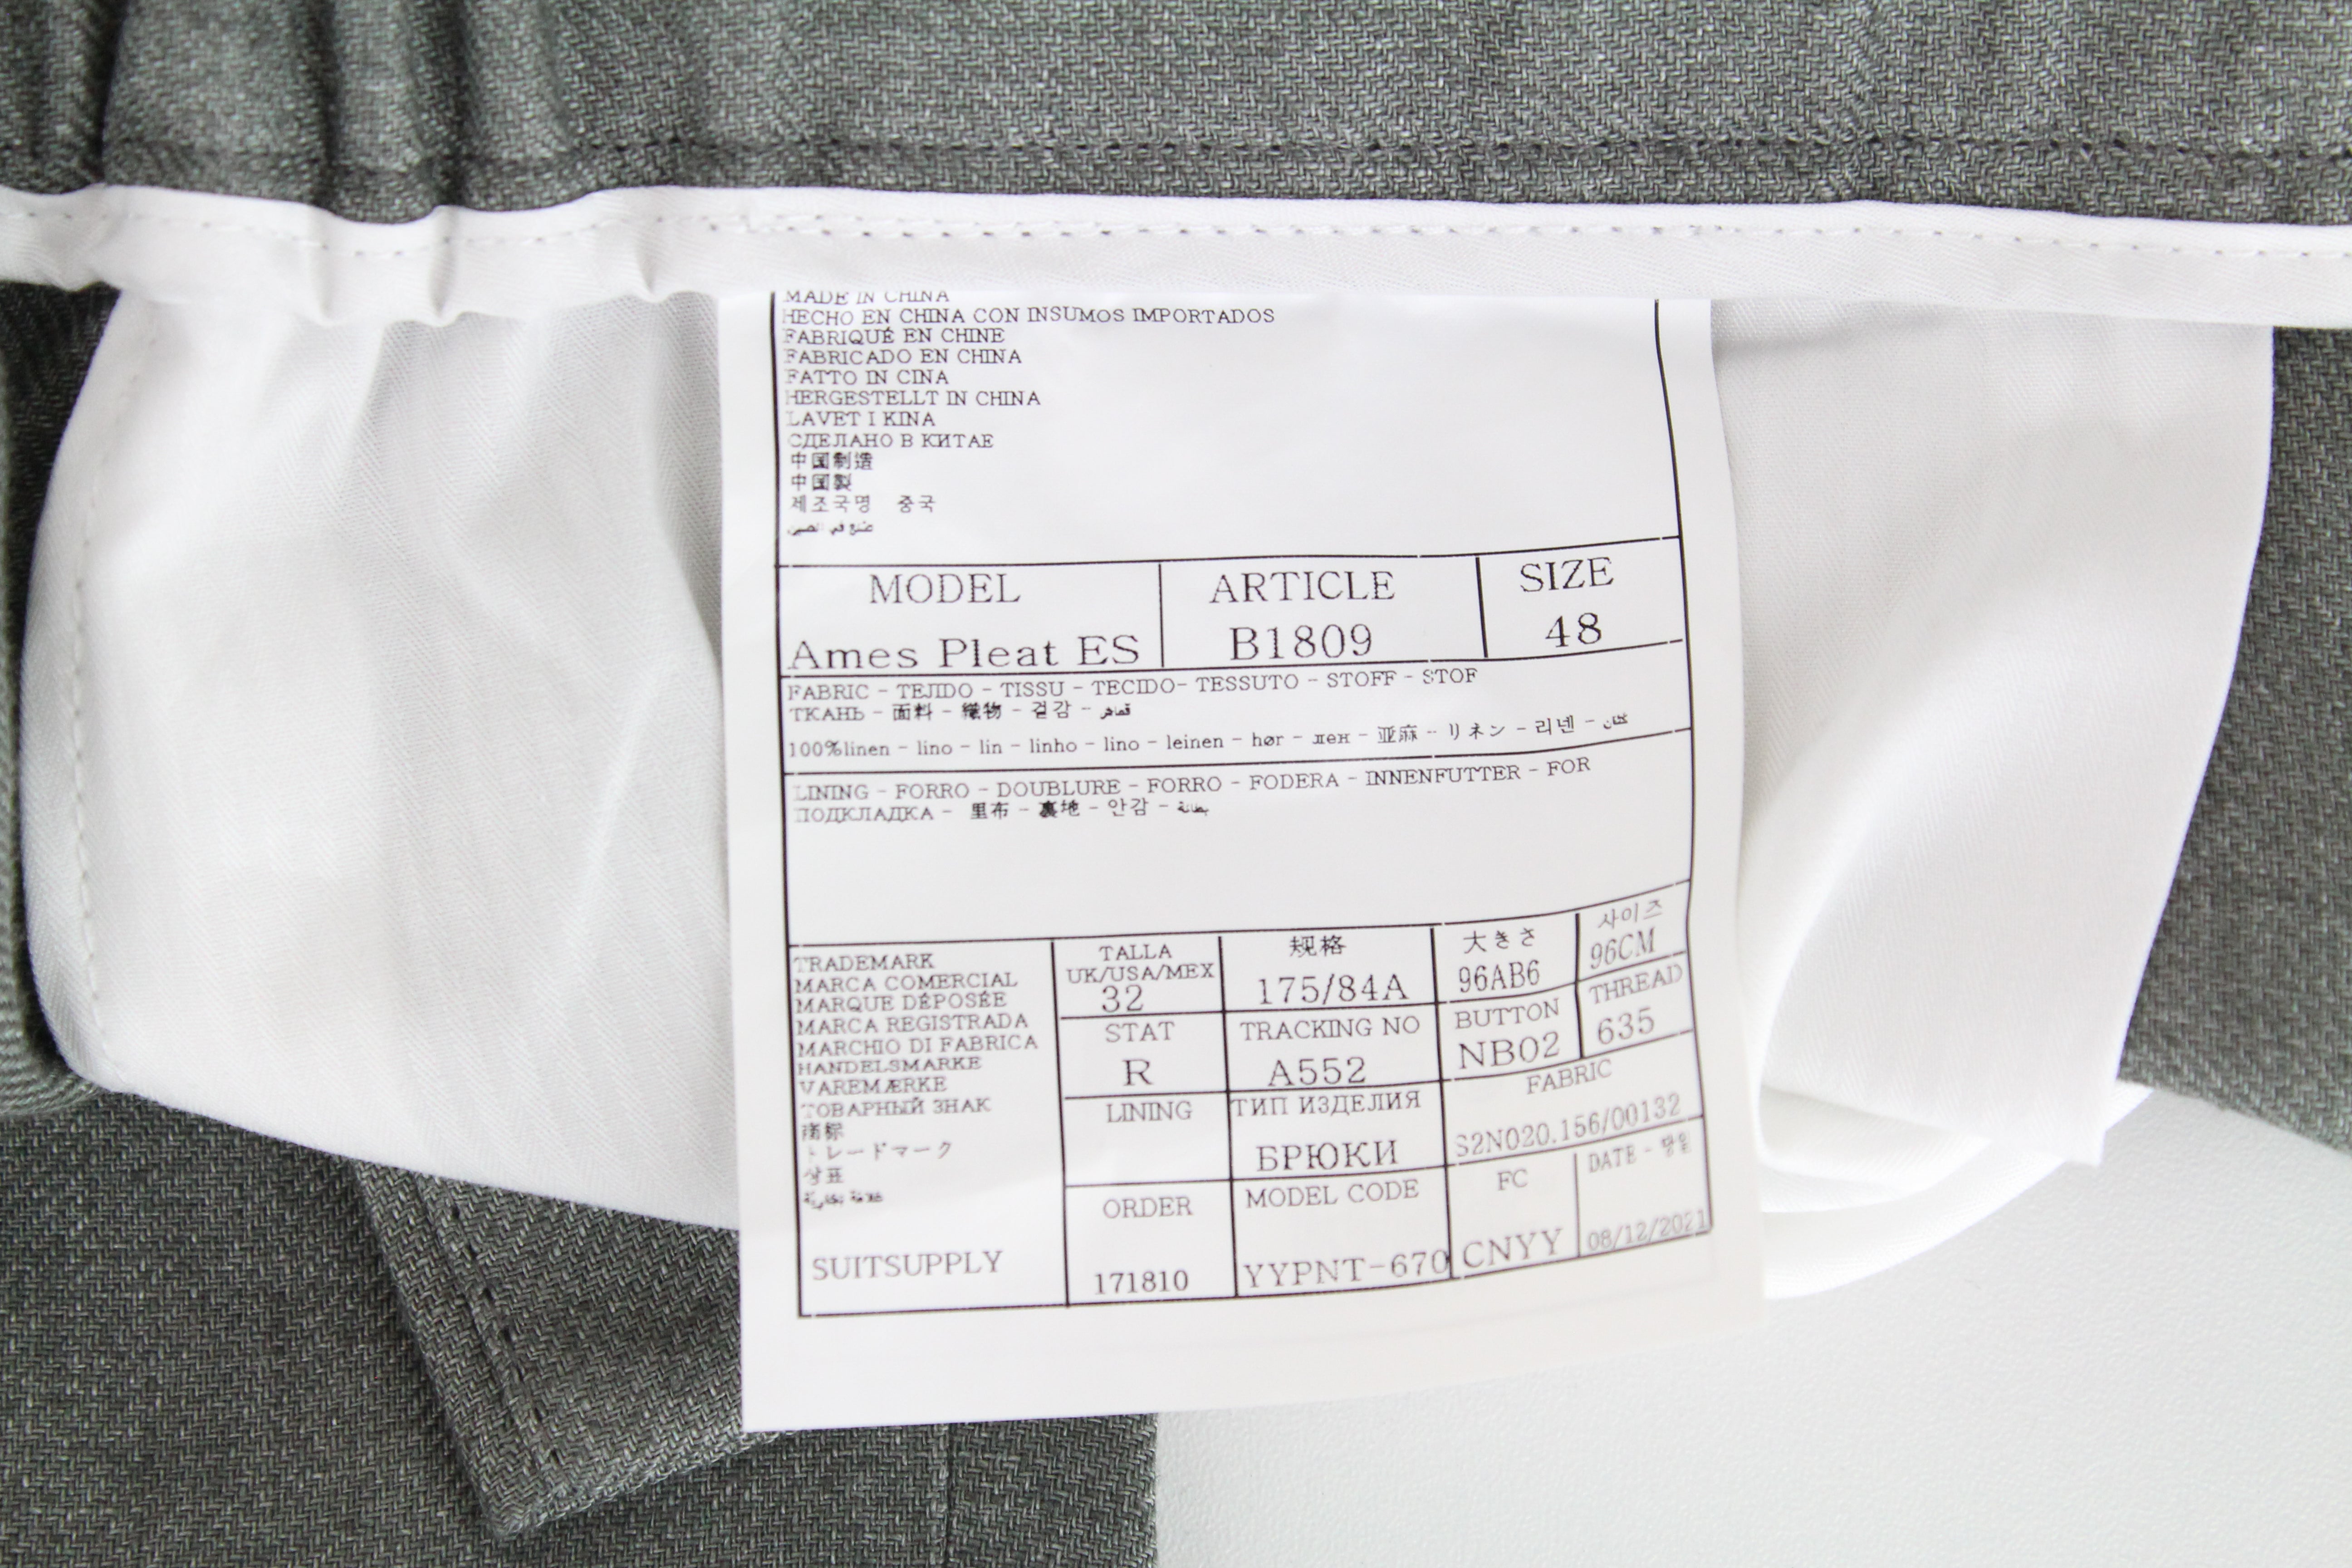 MADE IN CHINA
HECHO EN CHINA CON INSUMOS IMPORTADOS
FABRIQUÉ EN CHINE
FABRICADO EN CHINA
FATTO IN CINA
HERGESTELLT IN CHINA
LAVET I KINA
СДЕЛАНО В КИТАЕ
中国制造
中国製
제조국명 중국
صنع في الصين
MODEL ARTICLE SIZE
Ames Pleat ES B1809 48
FABRIC - TEJIDO - TISSU - TECIDO- TESSUTO - STOFF - STOF
ТКАНЬ - 面料 - 織物 - 겉감 - قماش
100%linen - lino - lin - linho - lino - leinen - hør - лен - 亚麻 - リネン - 리넨 - كتان
LINING - FORRO - DOUBLURE - FORRO - FODERA - INNENFUTTER - FOR
ПОДКЛАДКА - 里布 - 裏地 - 안감 - بطانة
TRADEMARK
MARCA COMERCIAL
MARQUE DÉPOSÉE
MARCA REGISTRADA
MARCHIO DI FABRICA
HANDELSMARKE
VAREMÆRKE
ТОВАРНЫЙ ЗНАК
商标
トレードマーク
상표
علامة تجارية
SUITSUPPLY
TALLA
UK/USA/MEX
32
规格
175/84A
大きさ
96AB6
사이즈
96CM
STAT
R
TRACKING NO
A552
BUTTON
NB02
THREAD
635
LINING
ТИП ИЗДЕЛИЯ
БРЮКИ
FABRIC
S2N020.156/00132
ORDER
171810
MODEL CODE
YYPNT-670
FC
CNYY
DATE -
08/12/2021